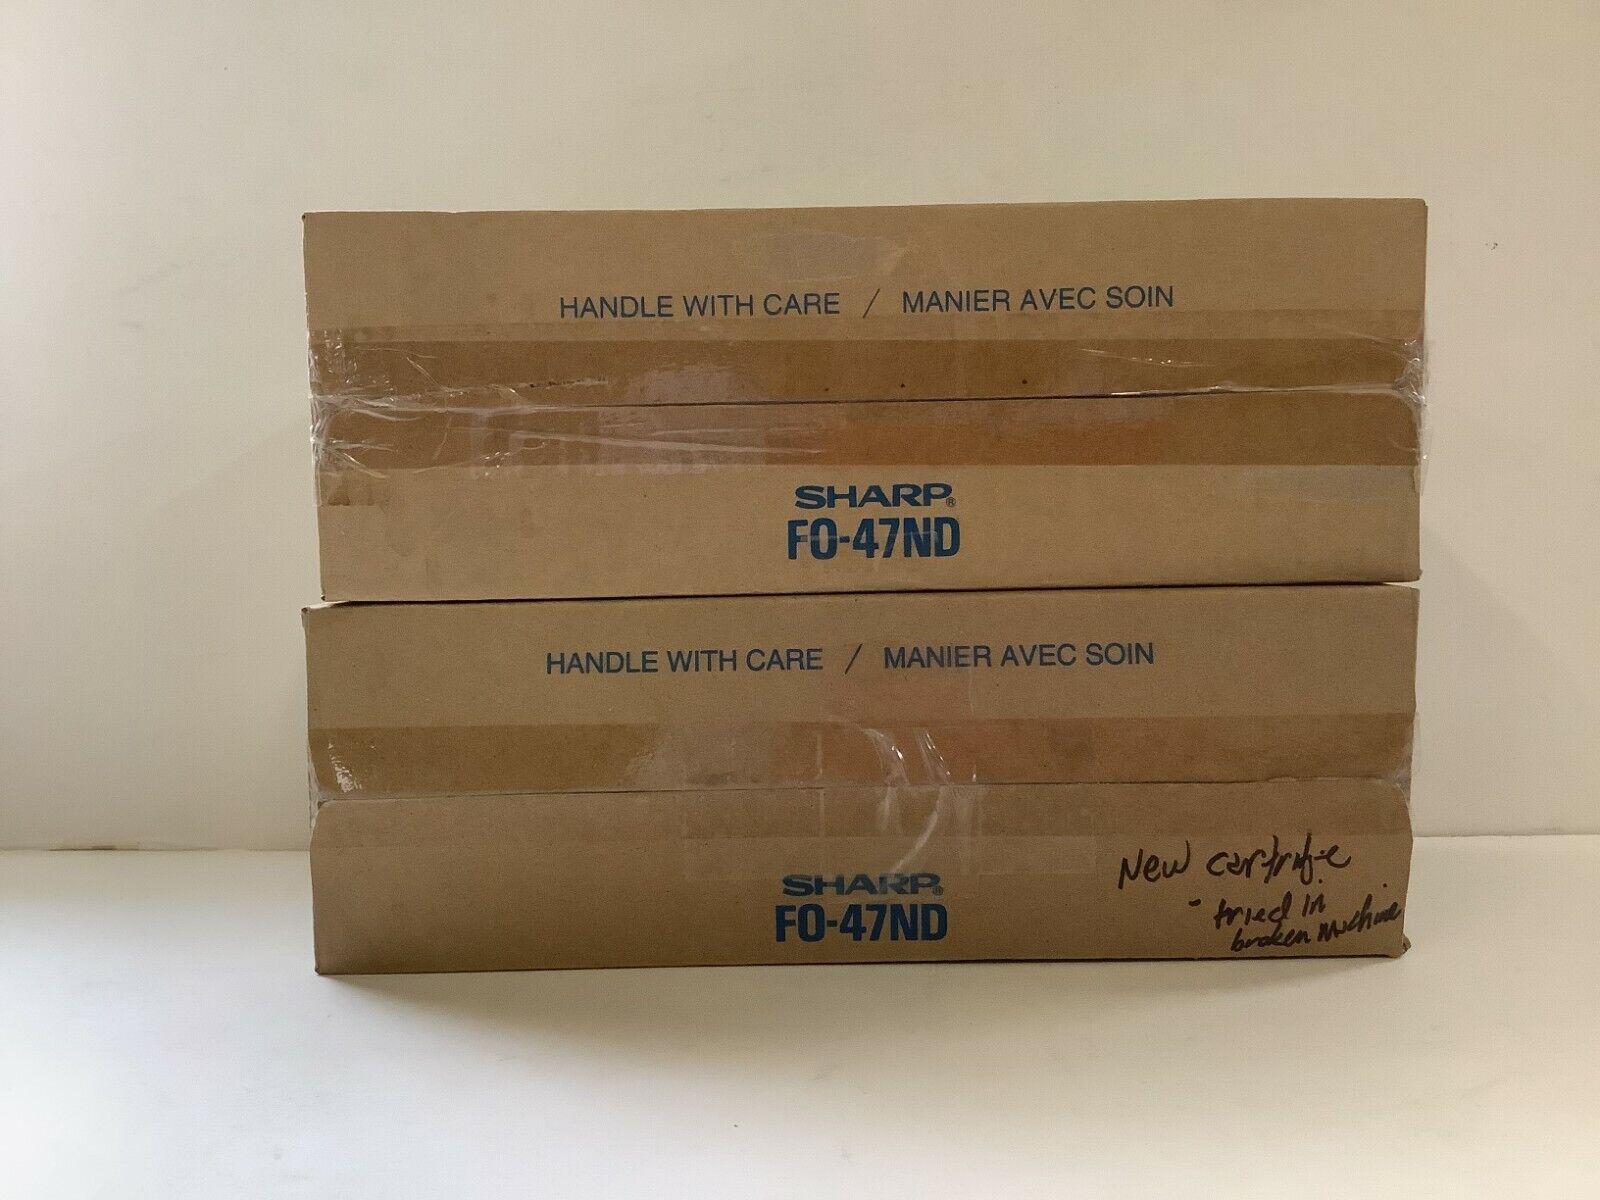 HANDLE WITH CARE / MANIER AVEC SOIN
SHARP®
FO-47ND
HANDLE WITH CARE / MANIER AVEC SOIN
SHARP®
FO-47ND
New cartrige
- tried in
broken machine